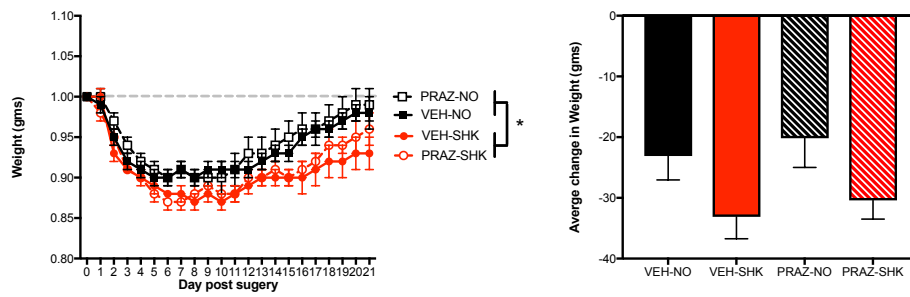 1.10
1.05
1.00
0.95
0.90
0.85
0.80
Weight (gms)
0 1 2 3 4 5 6 7 8 9 10 11 12 13 14 15 16 17 18 19 20 21
Day post sugery
PRAZ-NO
VEH-NO
VEH-SHK
PRAZ-SHK
*
0
-10
-20
-30
-40
Averge change in Weight (gms)
VEH-NO VEH-SHK PRAZ-NO PRAZ-SHK